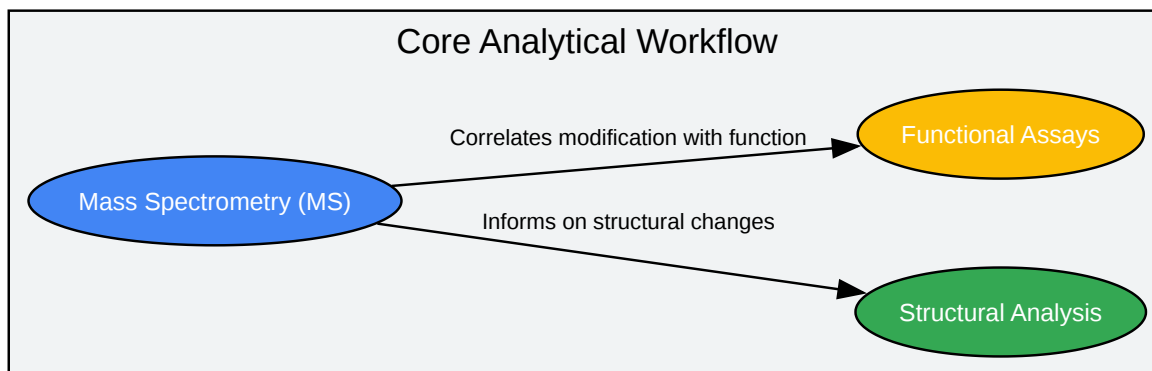 Core Analytical Workflow
Correlates modification with function
Functional Assays
Mass Spectrometry (MS)
Informs on structural changes
Structural Analysis